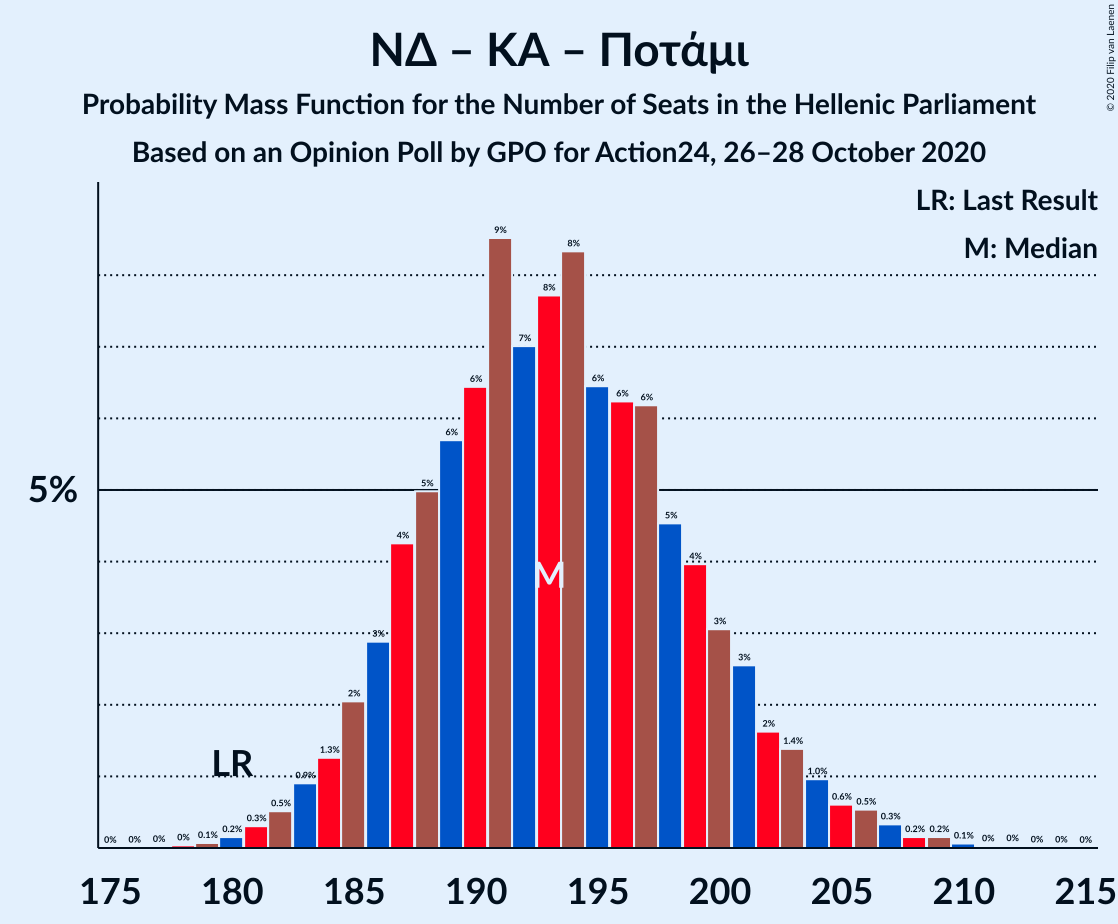 ΝΔ – ΚΑ – Ποτάμι
Probability Mass Function for the Number of Seats in the Hellenic Parliament
Based on an Opinion Poll by GPO for Action24, 26–28 October 2020
© 2020 Filip van Laenen
LR: Last Result
M: Median
5%
0% 0% 0% 0% 0.1% 0.2% 0.3% 0.5% 0.9% 1.3% 2% 3% 4% 5% 6% 6% 9% 7% 8% 8% 6% 6% 6% 5% 4% 3% 3% 2% 1.4% 1.0% 0.6% 0.5% 0.3% 0.2% 0.2% 0.1% 0% 0% 0% 0% 0%
M
LR
175 180 185 190 195 200 205 210 215